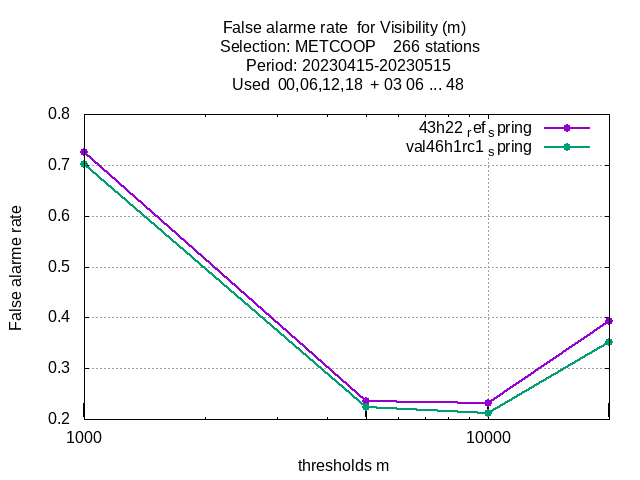 False alarme rate for Visibility (m)
Selection: METCOOP 266 stations
Period: 20230415-20230515
Used 00,06,12,18 + 03 06 ... 48
43h22 ref spring
val46h1rc1 spring
0.8
0.7
0.6
0.5
0.4
0.3
0.2
False alarme rate
1000 10000
thresholds m